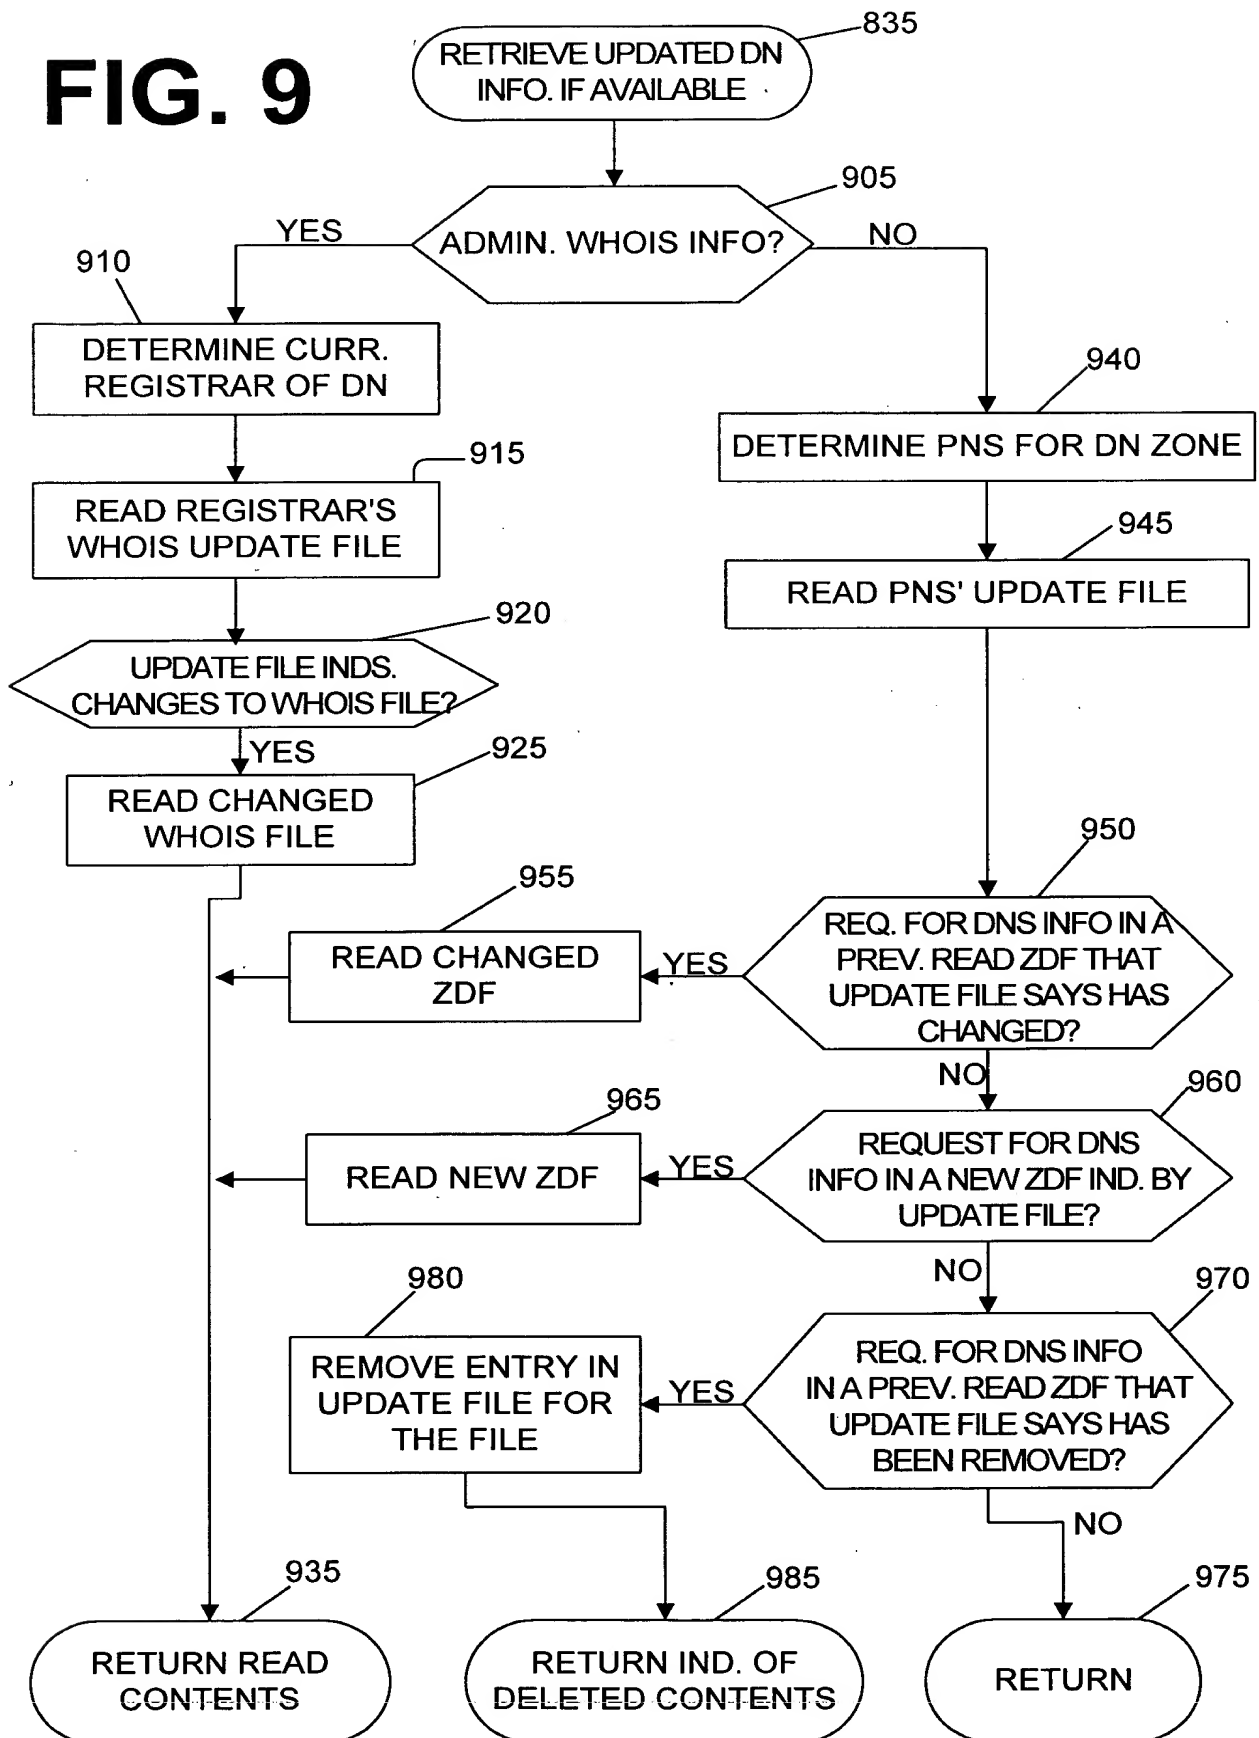 FIG. 9
835
RETRIEVE UPDATED DN
INFO. IF AVAILABLE
905
ADMIN. WHOIS INFO?
YES
NO
910
DETERMINE CURR.
REGISTRAR OF DN
940
DETERMINE PNS FOR DN ZONE
915
READ REGISTRAR'S
WHOIS UPDATE FILE
945
READ PNS' UPDATE FILE
920
UPDATE FILE INDS.
CHANGES TO WHOIS FILE?
YES
925
READ CHANGED
WHOIS FILE
950
REQ. FOR DNS INFO IN A
PREV. READ ZDF THAT
UPDATE FILE SAYS HAS
CHANGED?
YES
955
READ CHANGED
ZDF
NO
960
REQUEST FOR DNS
INFO IN A NEW ZDF IND. BY
UPDATE FILE?
YES
965
READ NEW ZDF
NO
970
REQ. FOR DNS INFO
IN A PREV. READ ZDF THAT
UPDATE FILE SAYS HAS
BEEN REMOVED?
YES
980
REMOVE ENTRY IN
UPDATE FILE FOR
THE FILE
NO
935
RETURN READ
CONTENTS
985
RETURN IND. OF
DELETED CONTENTS
975
RETURN